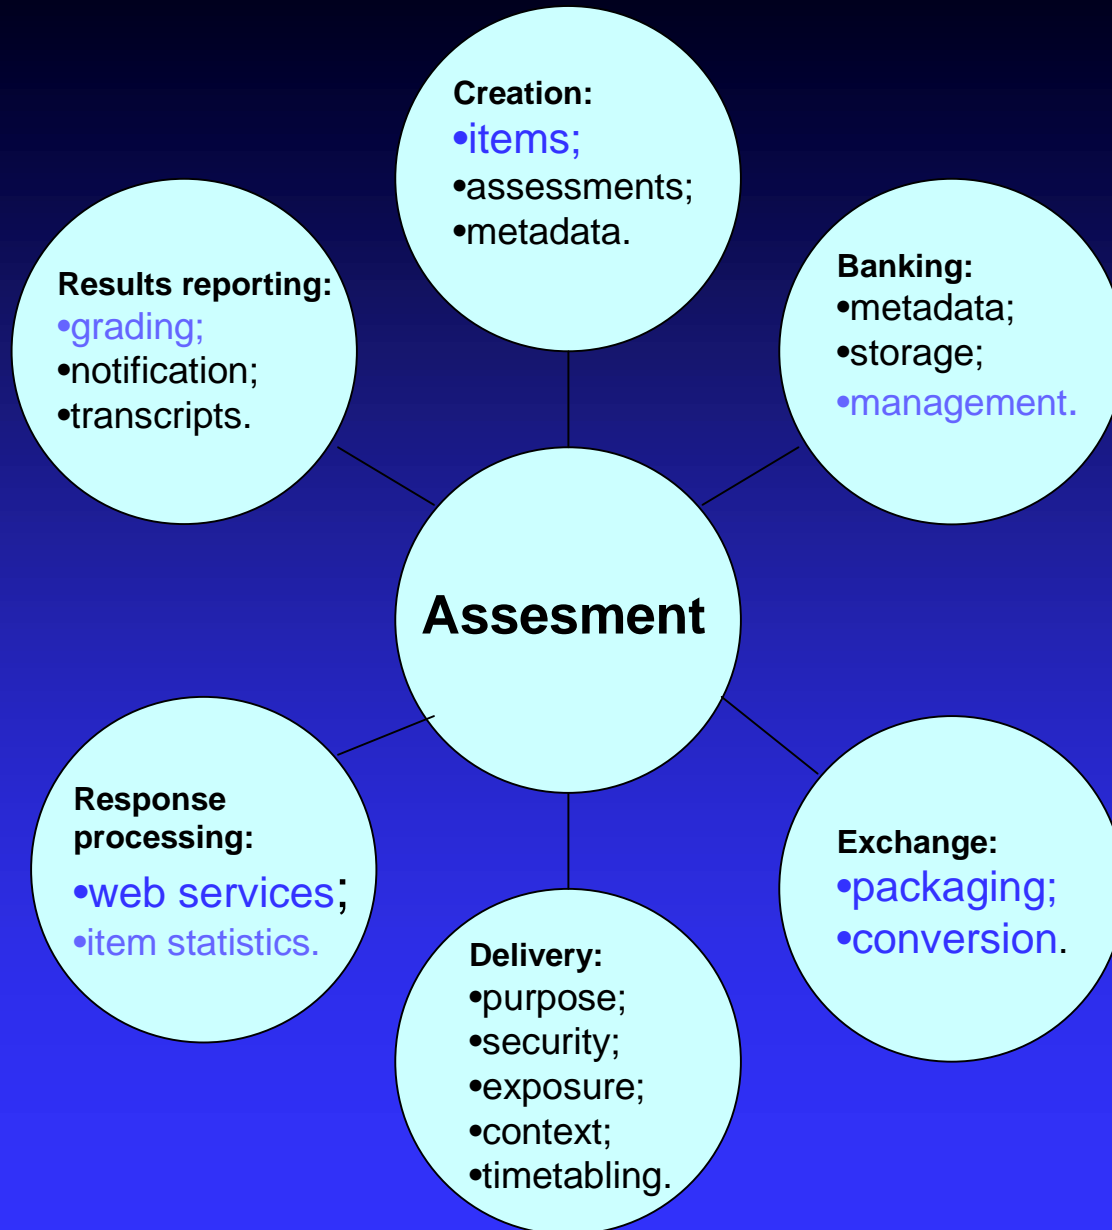 Creation:
•items;
•assessments;
•metadata.
Results reporting:
•grading;
•notification;
•transcripts.
Banking:
•metadata;
•storage;
•management.
Assesment
Response
processing:
•web services;
•item statistics.
Exchange:
•packaging;
•conversion.
Delivery:
•purpose;
•security;
•exposure;
•context;
•timetabling.